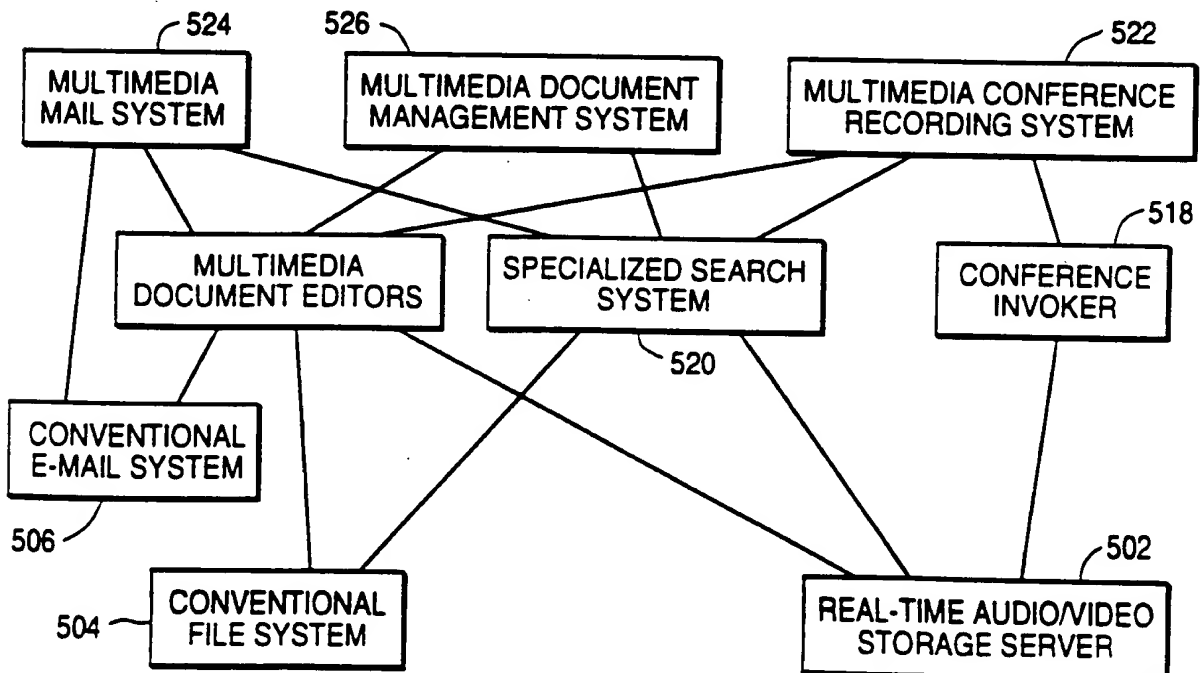 524
526
522
MULTIMEDIA
MAIL SYSTEM
MULTIMEDIA DOCUMENT
MANAGEMENT SYSTEM
MULTIMEDIA CONFERENCE
RECORDING SYSTEM
518
MULTIMEDIA
DOCUMENT EDITORS
SPECIALIZED SEARCH
SYSTEM
CONFERENCE
INVOKER
520
CONVENTIONAL
E-MAIL SYSTEM
506
502
504
CONVENTIONAL
FILE SYSTEM
REAL-TIME AUDIO/VIDEO
STORAGE SERVER